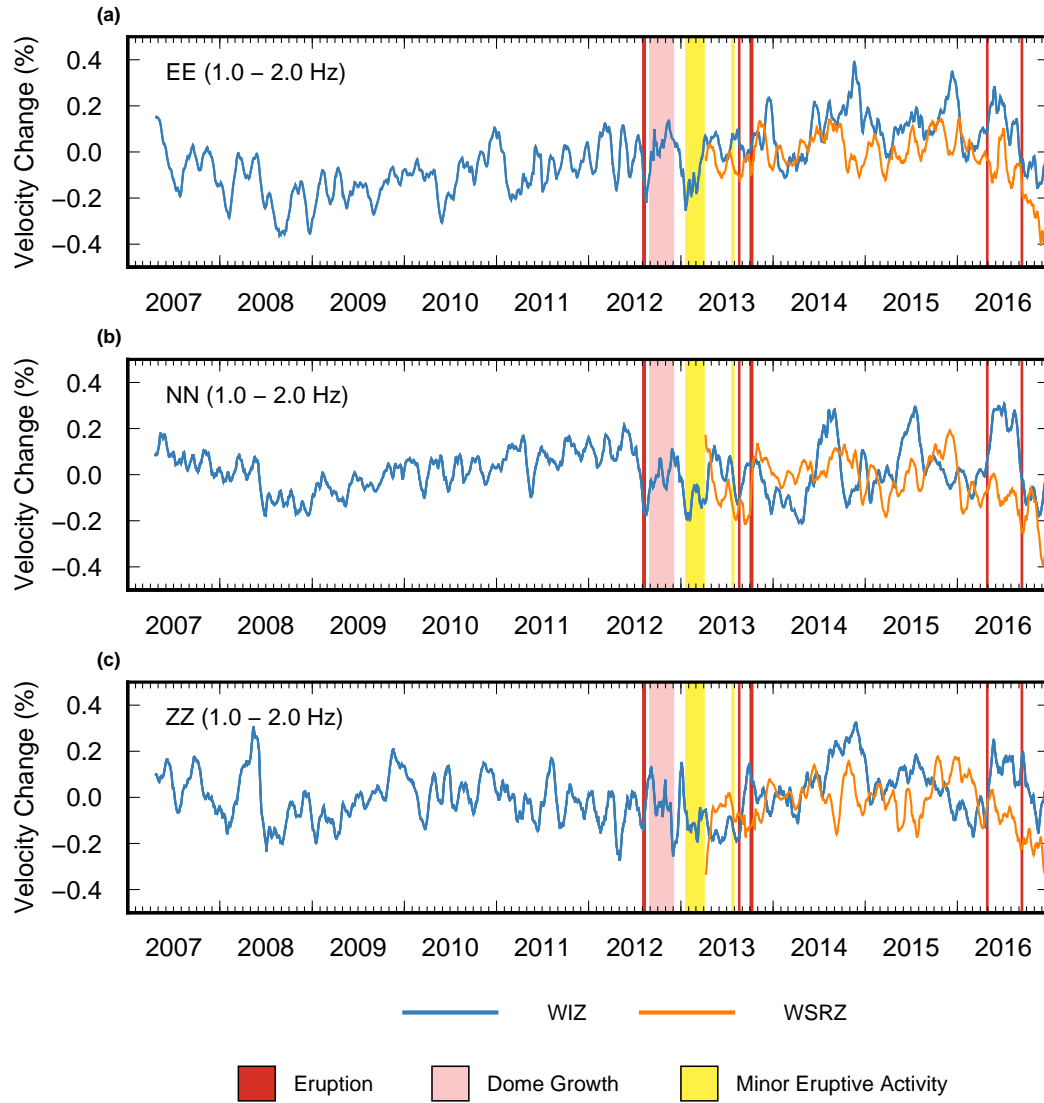 (a)
Velocity Change (%)
0.4
0.2
0.0
−0.2
−0.4
EE (1.0 − 2.0 Hz)
2007 2008 2009 2010 2011 2012 2013 2014 2015 2016
(b)
Velocity Change (%)
0.4
0.2
0.0
−0.2
−0.4
NN (1.0 − 2.0 Hz)
2007 2008 2009 2010 2011 2012 2013 2014 2015 2016
(c)
Velocity Change (%)
0.4
0.2
0.0
−0.2
−0.4
ZZ (1.0 − 2.0 Hz)
2007 2008 2009 2010 2011 2012 2013 2014 2015 2016
WIZ WSRZ
Eruption Dome Growth Minor Eruptive Activity